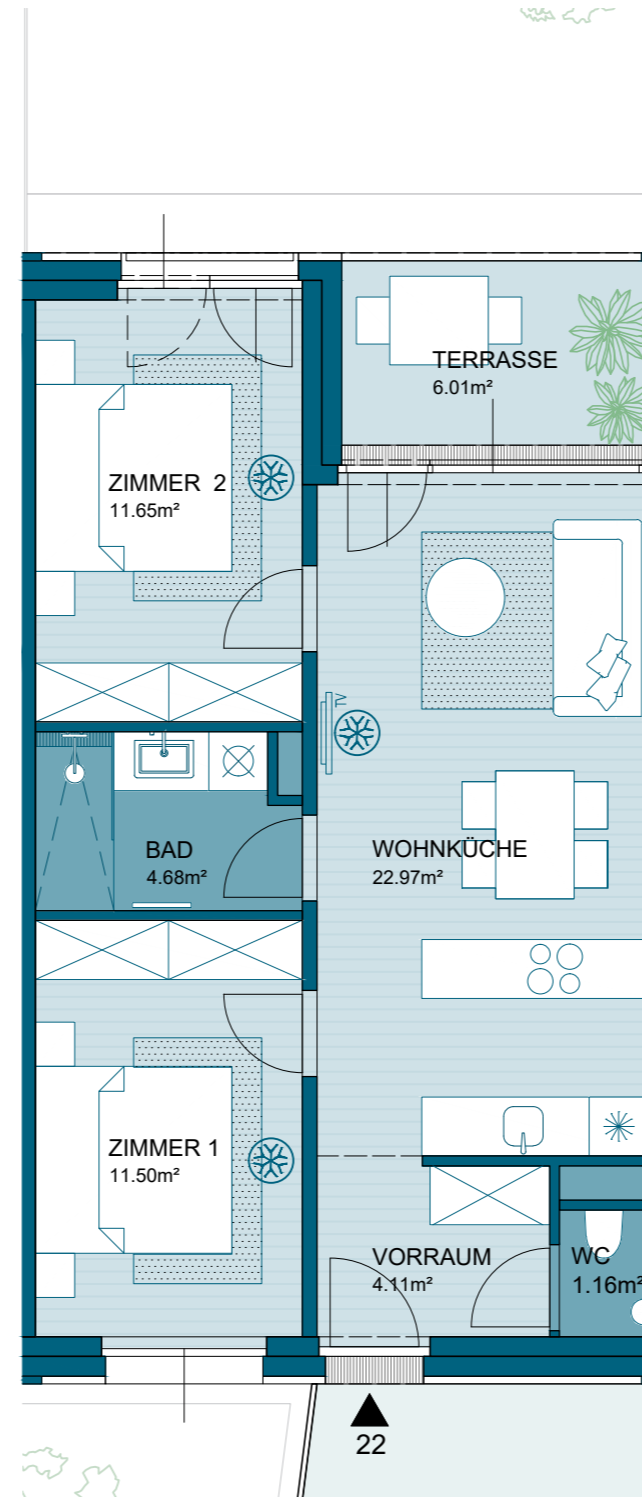 TERRASSE
6.01m²
ZIMMER 2
11.65m²
TV
BAD
4.68m²
WOHNKÜCHE
22.97m²
ZIMMER 1
11.50m²
VORRAUM
4.11m²
WC
1.16m²
22